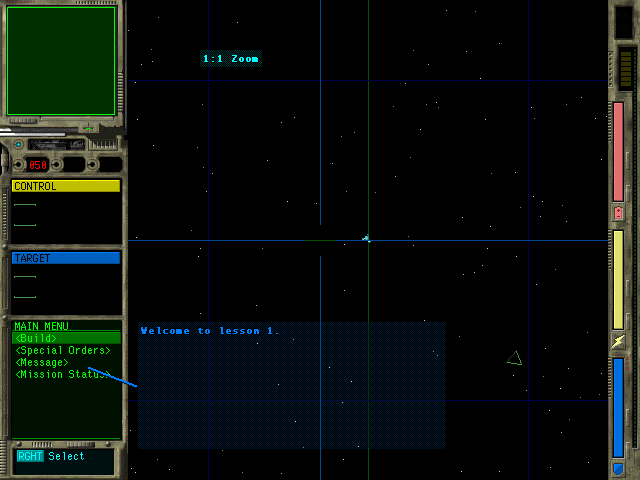 1:1 Zoom
050
CONTROL
TARGET
MAIN MENU
<Build>
<Special Orders>
<Message>
<Mission Status>
Welcome to lesson 1.
RGHT Select